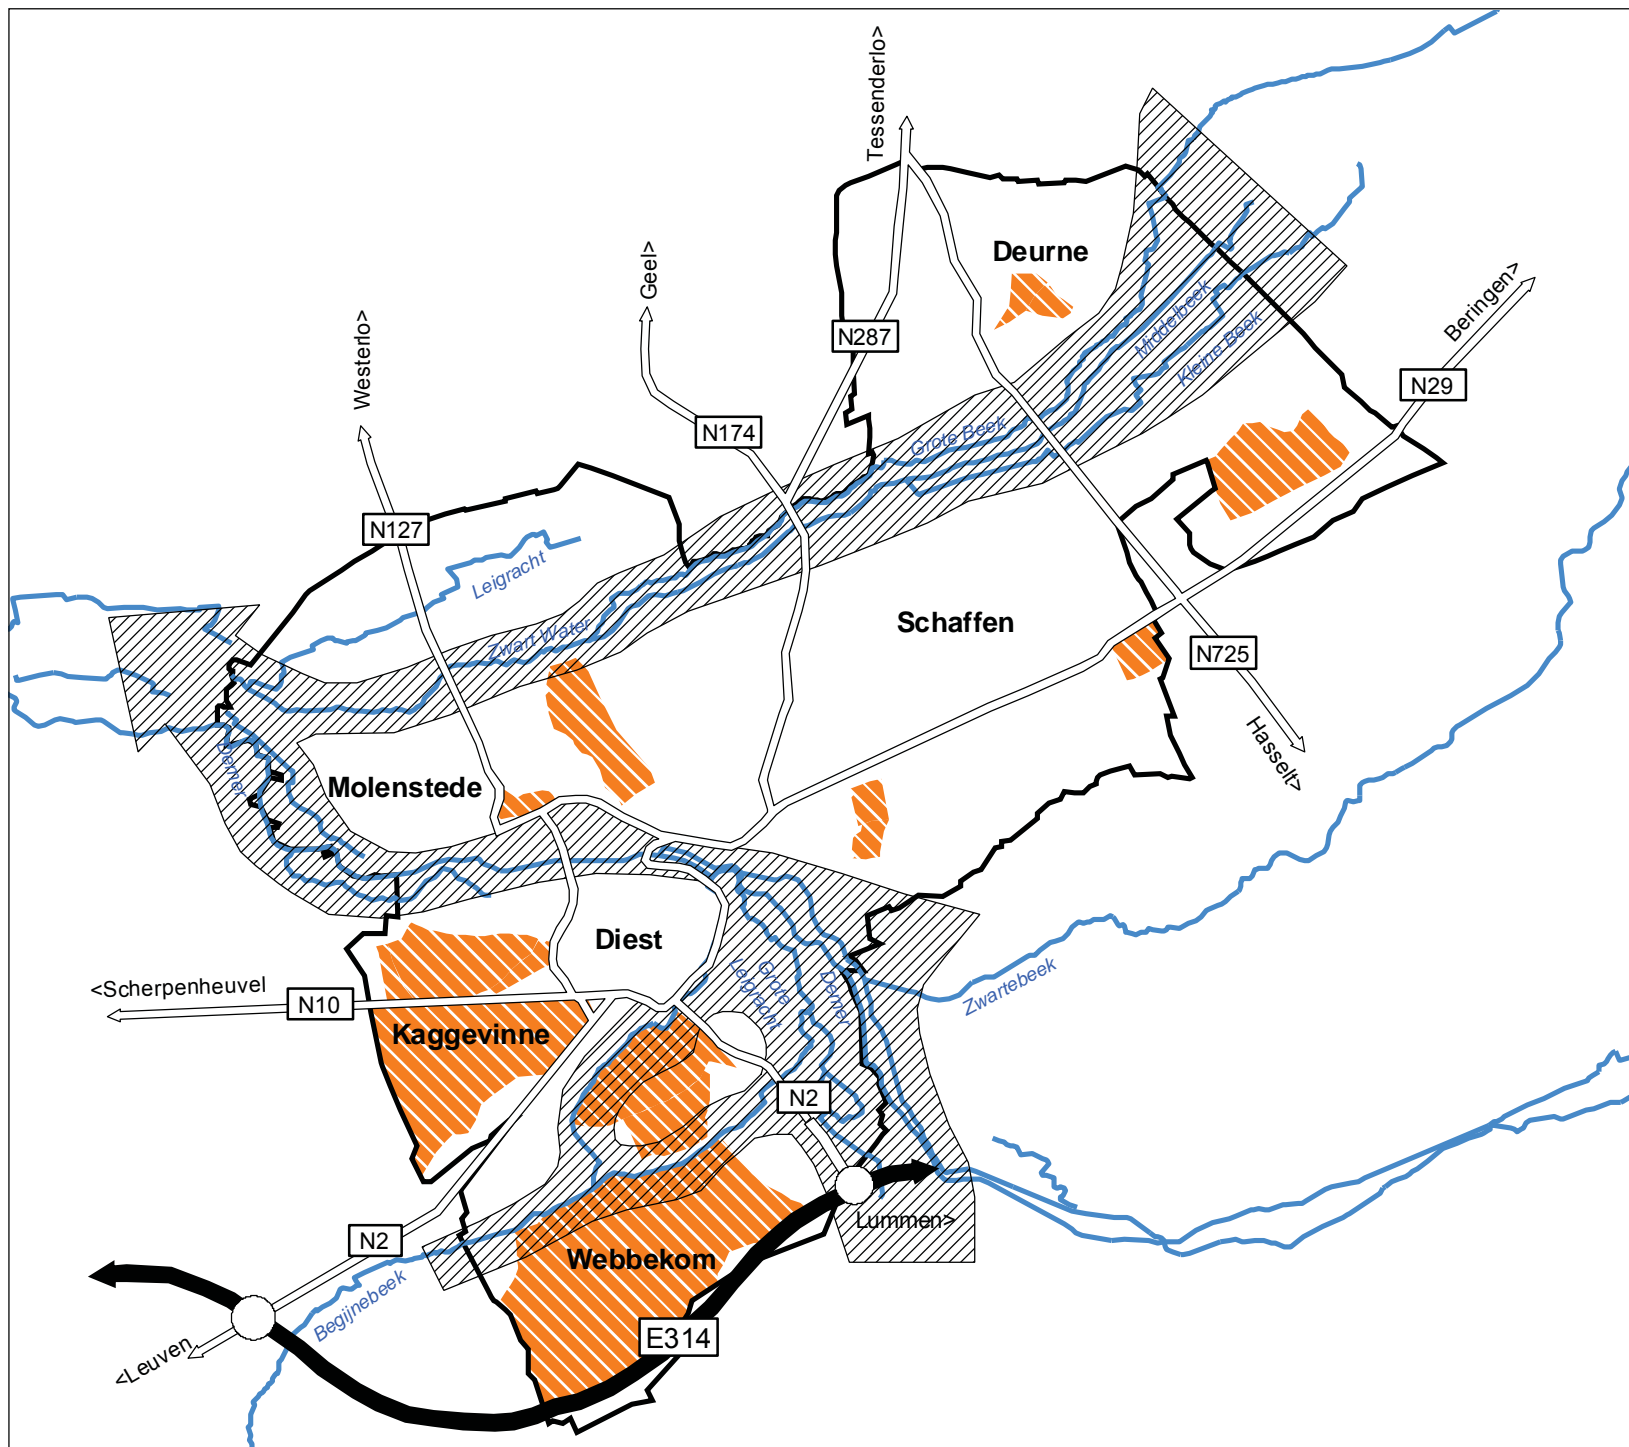 Tessenderlo>
Geel>
Deurne
Middelbeek
Kleine Beek
Beringen>
Westerlo>
N287
N29
N174
Grote Beek
N127
Leigracht
Zwart Water
Schaffen
N725
Hasselt>
Demer
Molenstede
Diest
Grote
Leigracht
Demer
Zwartebeek
<Scherpenheuvel
N10
Kaggevinne
N2
Lummen>
N2
Webbekom
Begijnebeek
E314
<Leuven